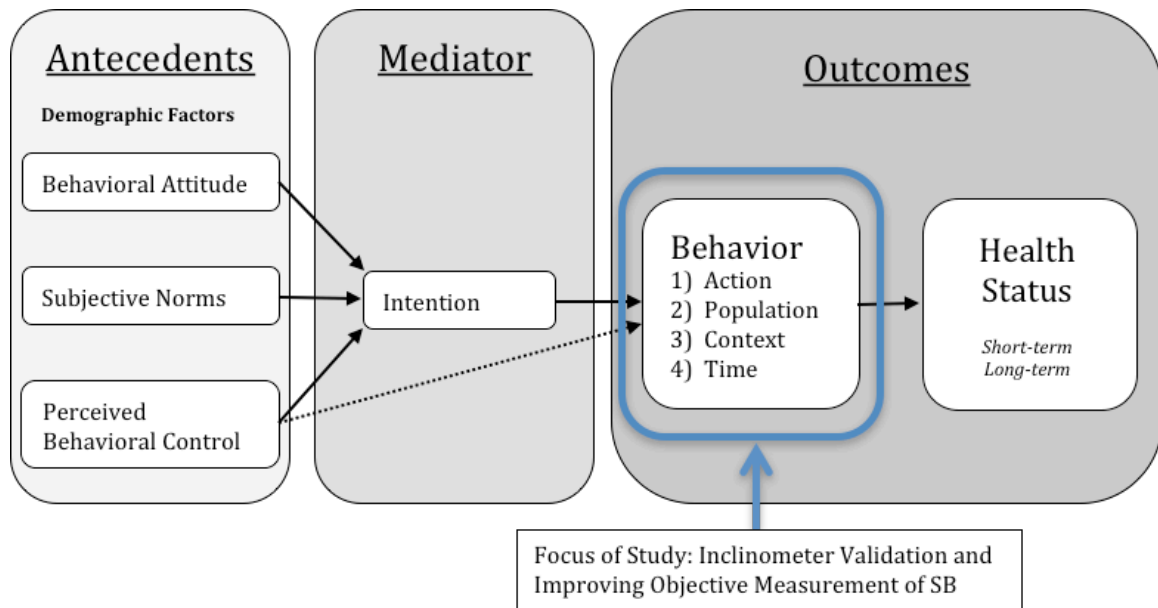 Antecedents
Demographic Factors
Behavioral Attitude
Subjective Norms
Perceived
Behavioral Control
Mediator
Intention
Outcomes
Behavior
1) Action
2) Population
3) Context
4) Time
Health
Status
Short-term
Long-term
Focus of Study: Inclinometer Validation and
Improving Objective Measurement of SB